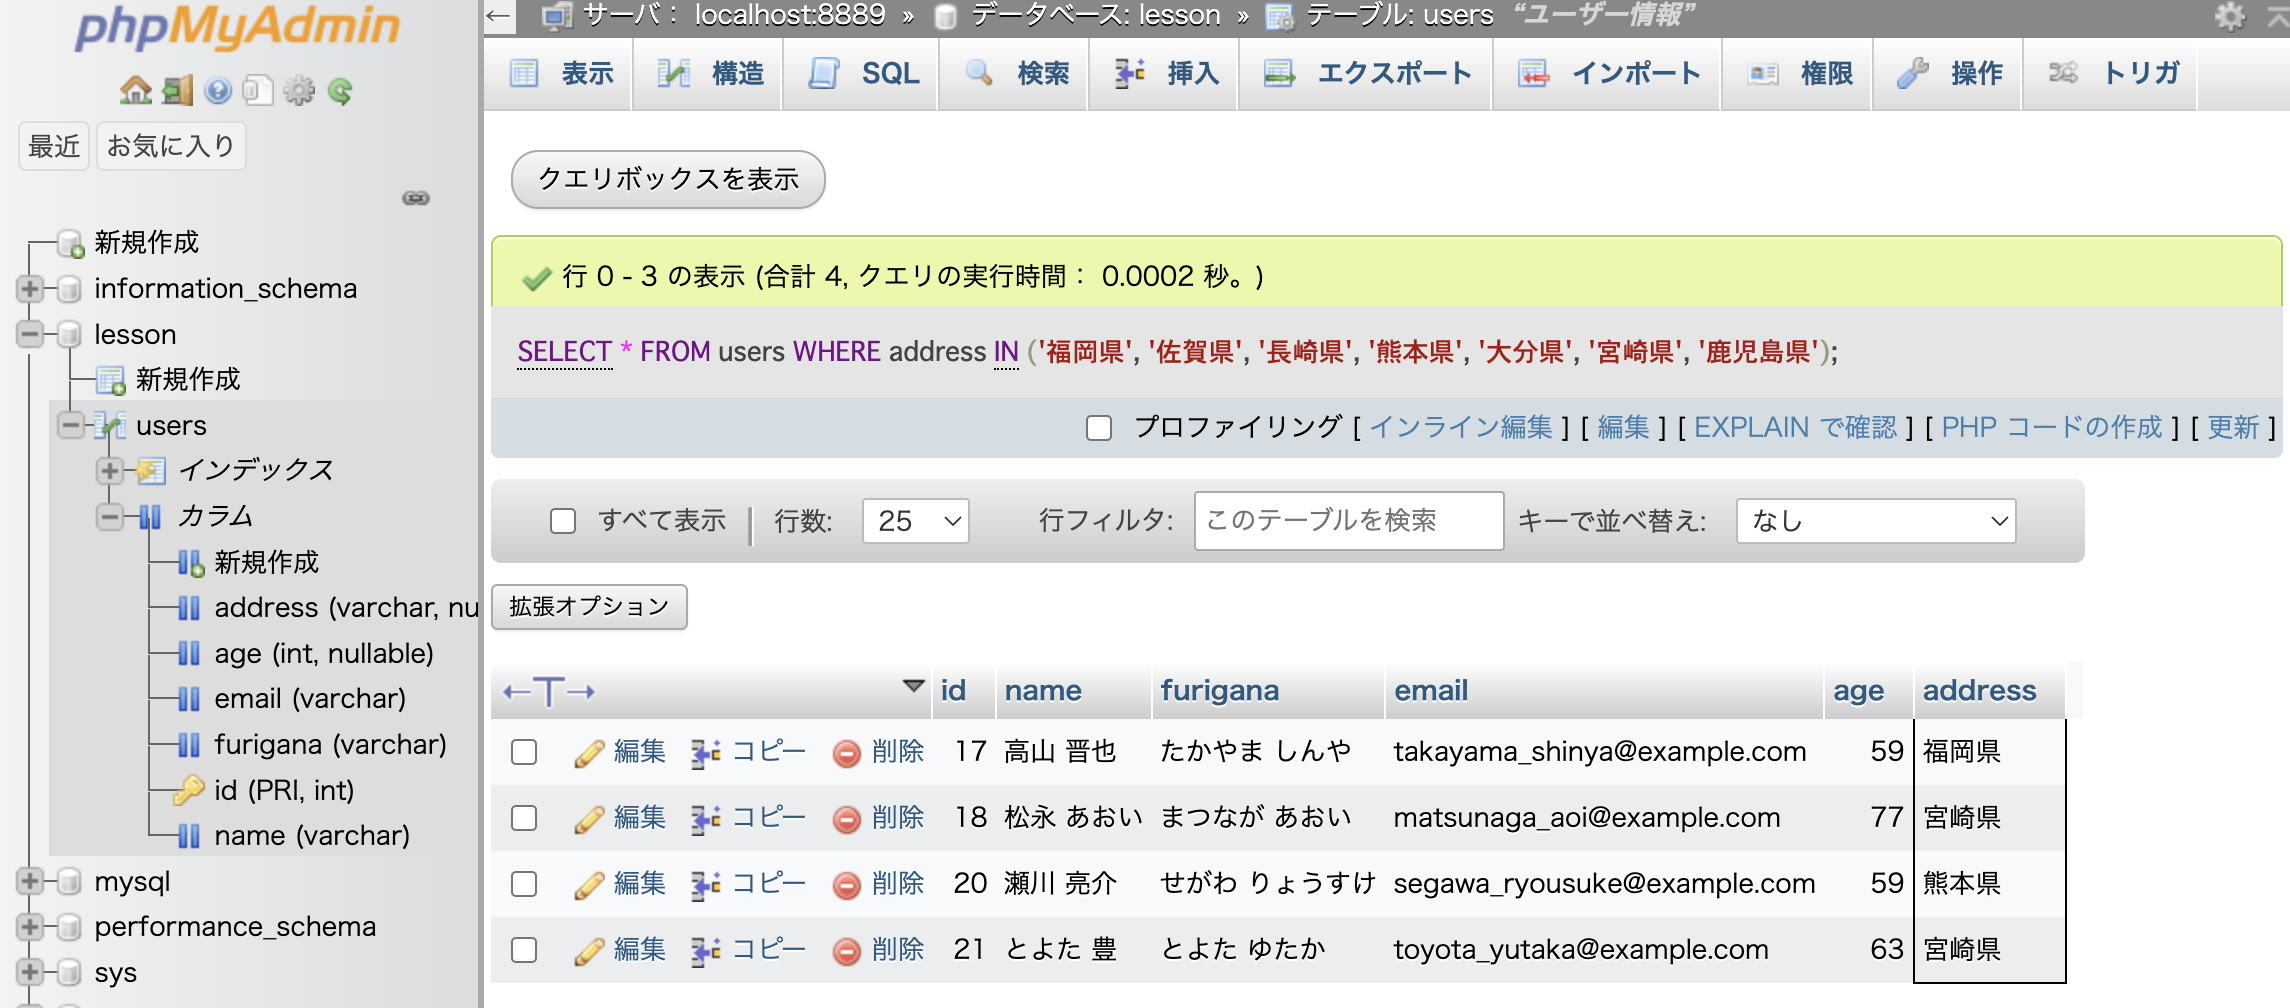 phpMyAdmin
最近 お気に入り
新規作成
information_schema
lesson
新規作成
users
インデックス
カラム
新規作成
address (varchar, nu
age (int, nullable)
email (varchar)
furigana (varchar)
id (PRI, int)
name (varchar)
mysql
performance_schema
sys
← サーバ： localhost:8889 » データベース: lesson » テーブル: users “ユーザー情報”
表示 構造 SQL 検索 挿入 エクスポート インポート 権限 操作 トリガ
クエリボックスを表示
行 0 - 3 の表示 (合計 4, クエリの実行時間： 0.0002 秒。)
SELECT * FROM users WHERE address IN ('福岡県', '佐賀県', '長崎県', '熊本県', '大分県', '宮崎県', '鹿児島県');
プロファイリング [ インライン編集 ] [ 編集 ] [ EXPLAIN で確認 ] [ PHP コードの作成 ] [ 更新 ]
すべて表示 | 行数: 25 行フィルタ: このテーブルを検索 キーで並べ替え: なし
拡張オプション
←T→ id name furigana email age address
編集 コピー 削除 17 高山 晋也 たかやま しんや takayama_shinya@example.com 59 福岡県
編集 コピー 削除 18 松永 あおい まつなが あおい matsunaga_aoi@example.com 77 宮崎県
編集 コピー 削除 20 瀬川 亮介 せがわ りょうすけ segawa_ryousuke@example.com 59 熊本県
編集 コピー 削除 21 とよた 豊 とよた ゆたか toyota_yutaka@example.com 63 宮崎県